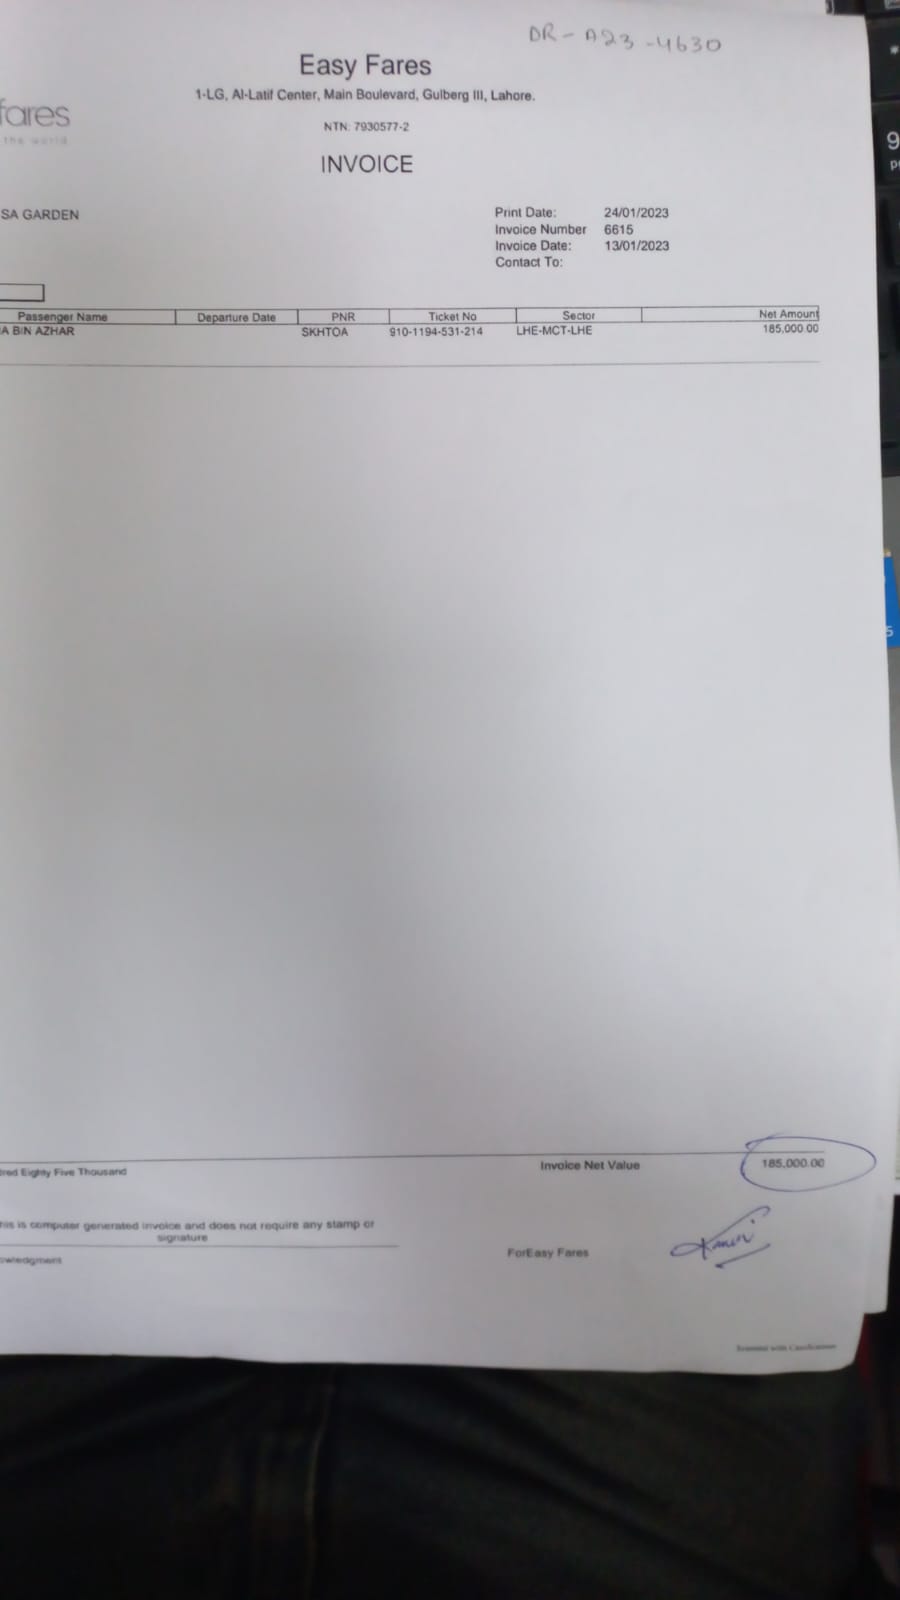 DR-A23-4630
Easy Fares
1-LG, Al-Latif Center, Main Boulevard, Gulberg III, Lahore.
fares
the world
NTN: 7930577-2
INVOICE
SA GARDEN
Print Date: 24/01/2023
Invoice Number 6615
Invoice Date: 13/01/2023
Contact To:
Passenger Name Departure Date PNR Ticket No Sector Net Amount
A BIN AZHAR SKHTOA 910-1194-531-214 LHE-MCT-LHE 185,000.00
dred Eighty Five Thousand Invoice Net Value 185,000.00
his is computer generated invoice and does not require any stamp or
signature
owledgment ForEasy Fares
Scanned with CamScanner